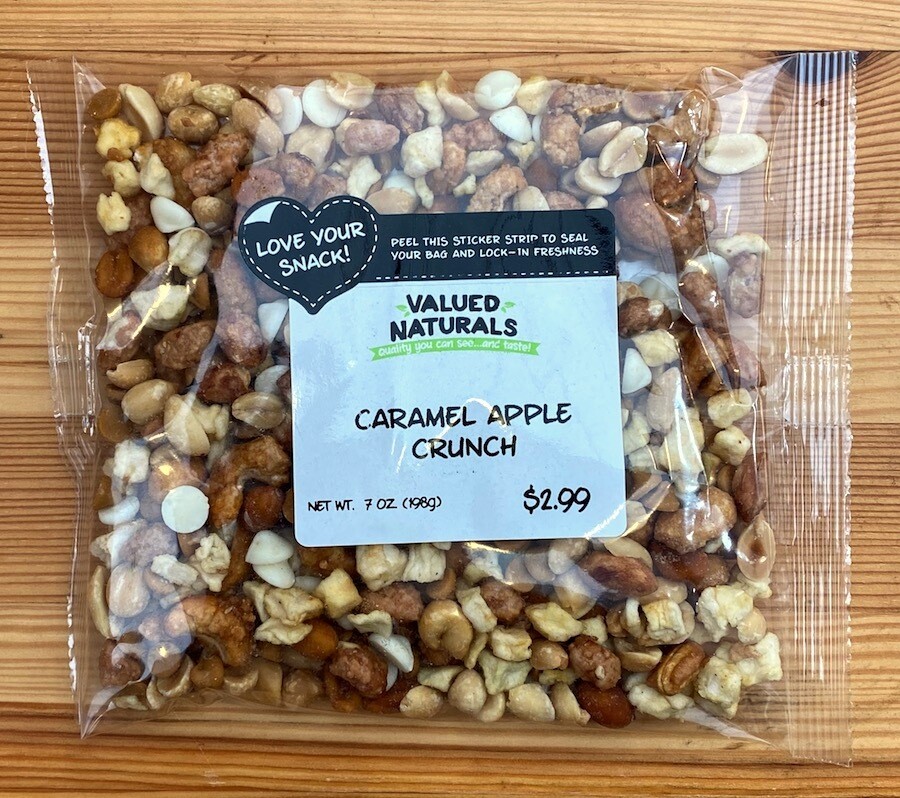 LOVE YOUR
SNACK!
PEEL THIS STICKER STRIP TO SEAL
YOUR BAG AND LOCK-IN FRESHNESS
VALUED
NATURALS
quality you can see...and taste!
CARAMEL APPLE
CRUNCH
NET WT. 7 OZ. (198g)
$2.99